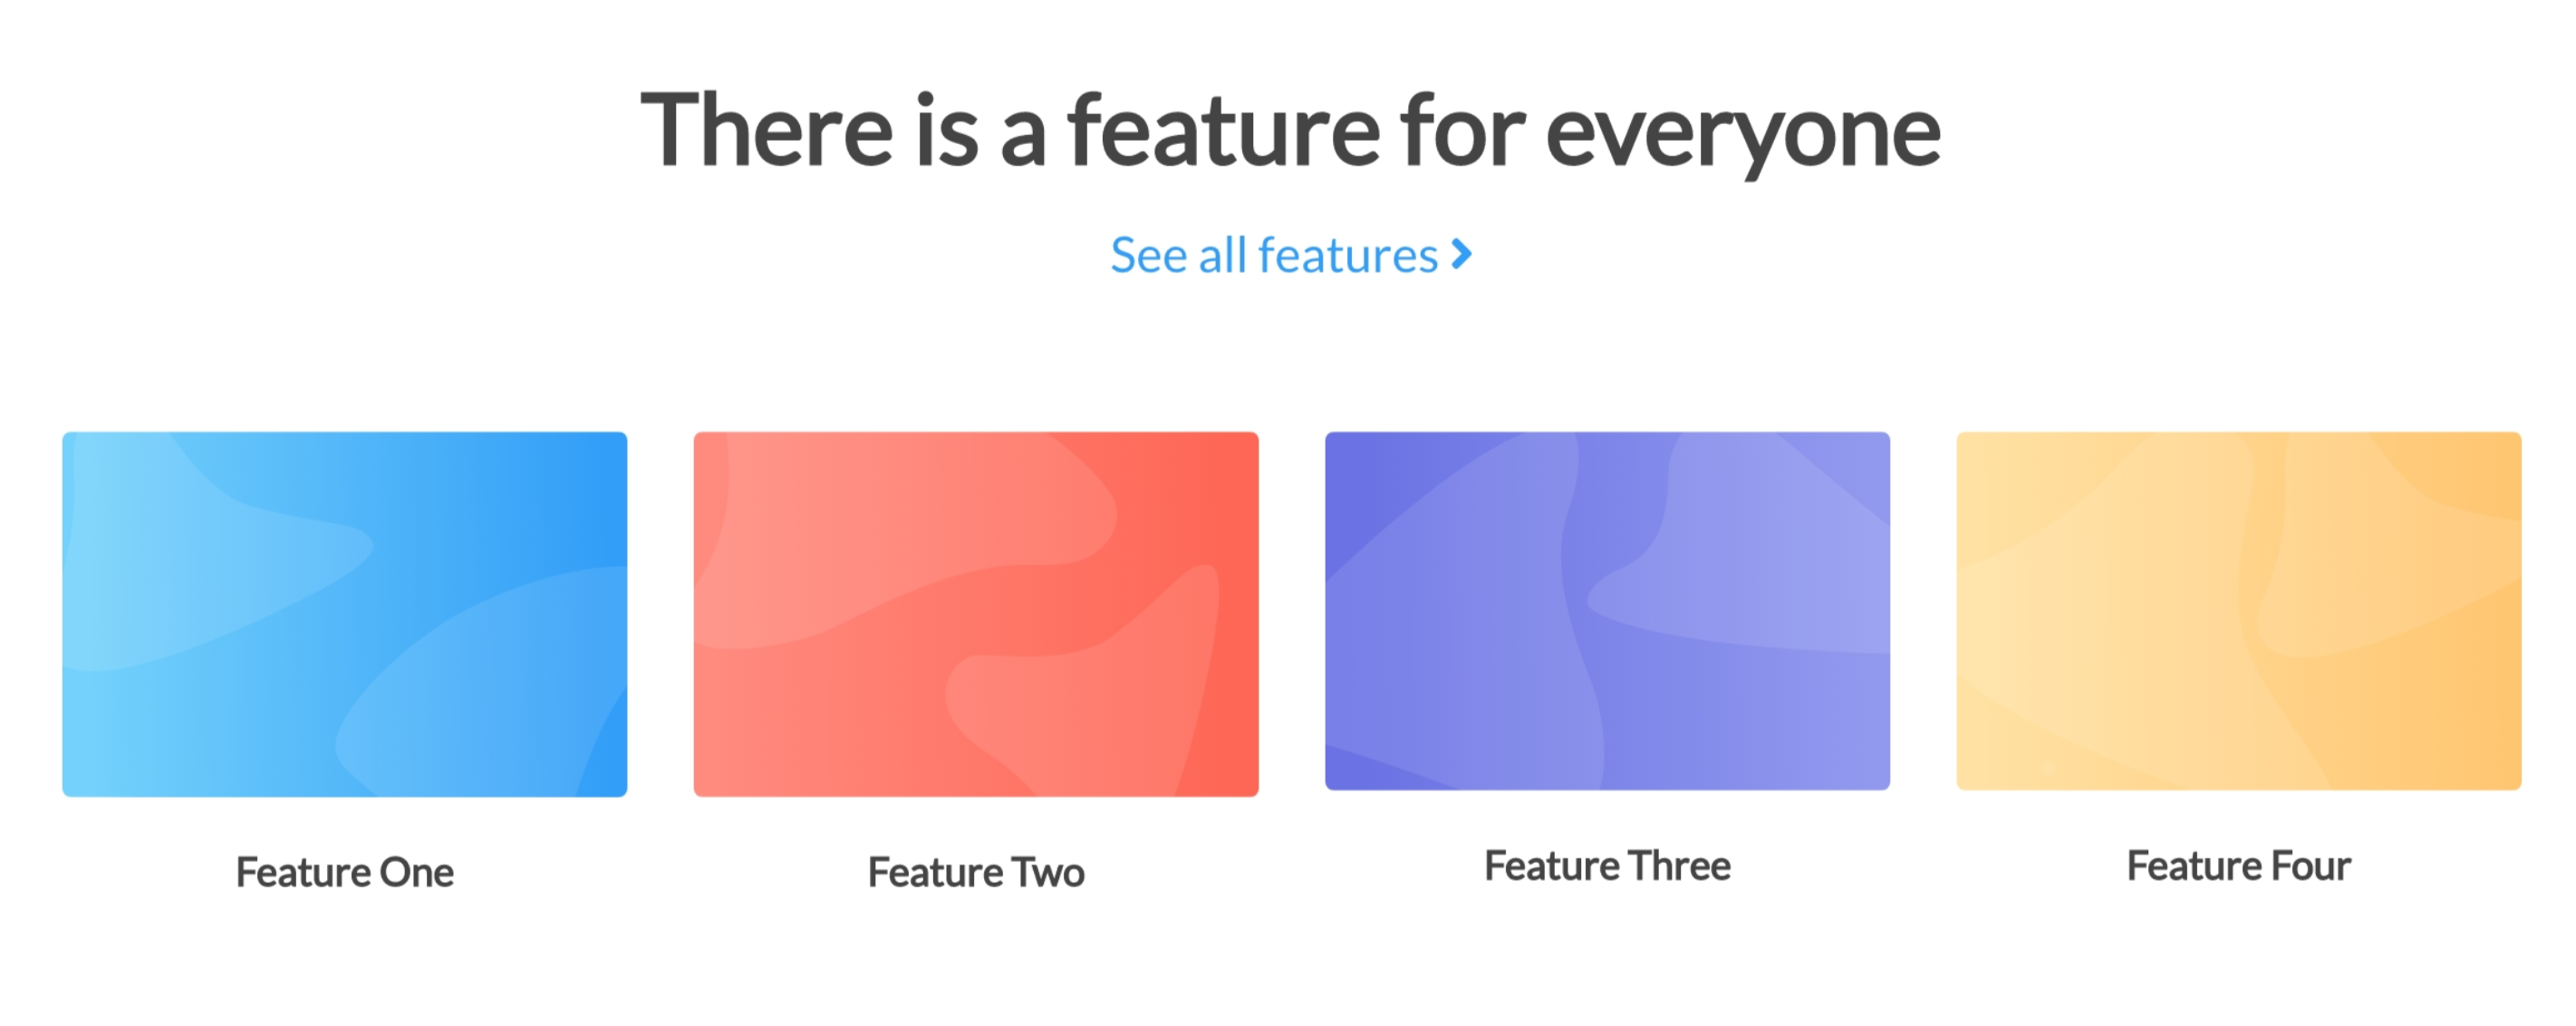 There is a feature for everyone
See all features
Feature One
Feature Two
Feature Three
Feature Four